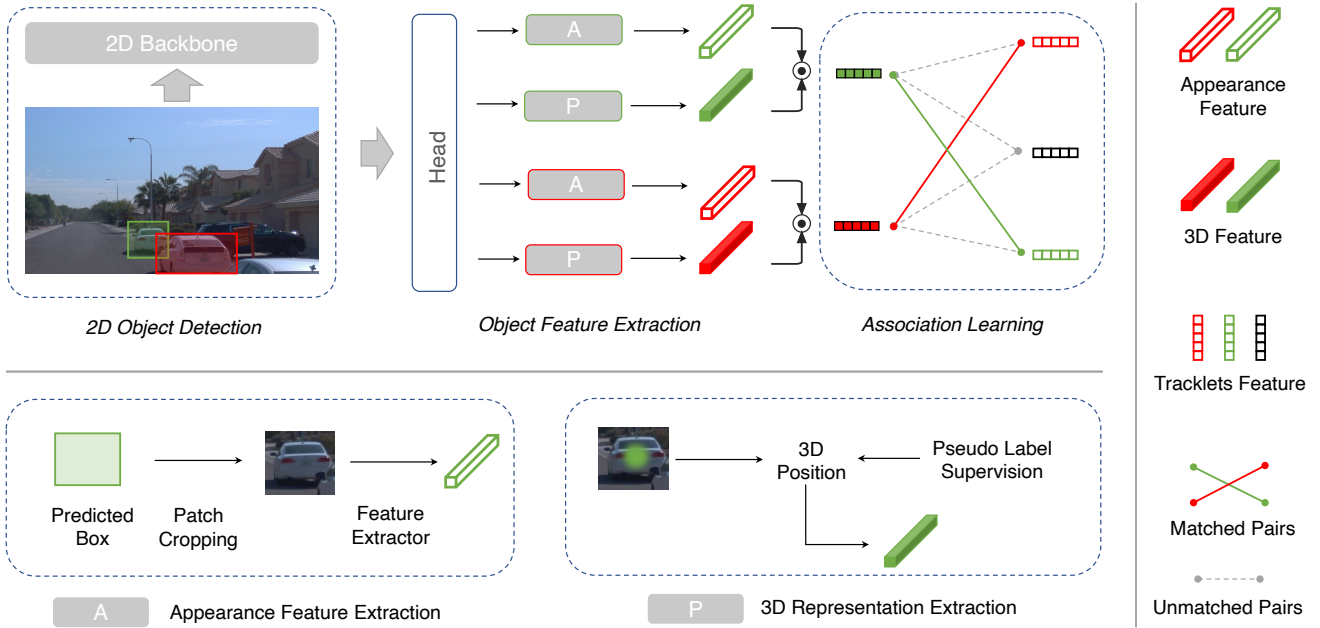 2D Backbone
Head
A
P
A
P
2D Object Detection
Object Feature Extraction
Association Learning
Predicted
Box
Patch
Cropping
Feature
Extractor
A
Appearance Feature Extraction
3D
Position
Pseudo Label
Supervision
P
3D Representation Extraction
Appearance
Feature
3D Feature
Tracklets Feature
Matched Pairs
Unmatched Pairs